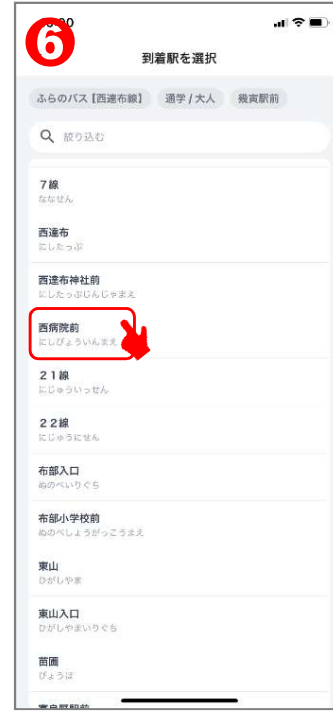 6
到着駅を選択
ふらのバス【西達布線】 通学 / 大人 幾寅駅前
絞り込む
7線
ななせん
西達布
にしたっぷ
西達布神社前
にしたっぷじんじゃまえ
西病院前
にしびょういんまえ
21線
にじゅういっせん
22線
にじゅうにせん
布部入口
ぬのべいりぐち
布部小学校前
ぬのべしょうがっこうまえ
東山
ひがしやま
東山入口
ひがしやまいりぐち
苗圃
びょうほ